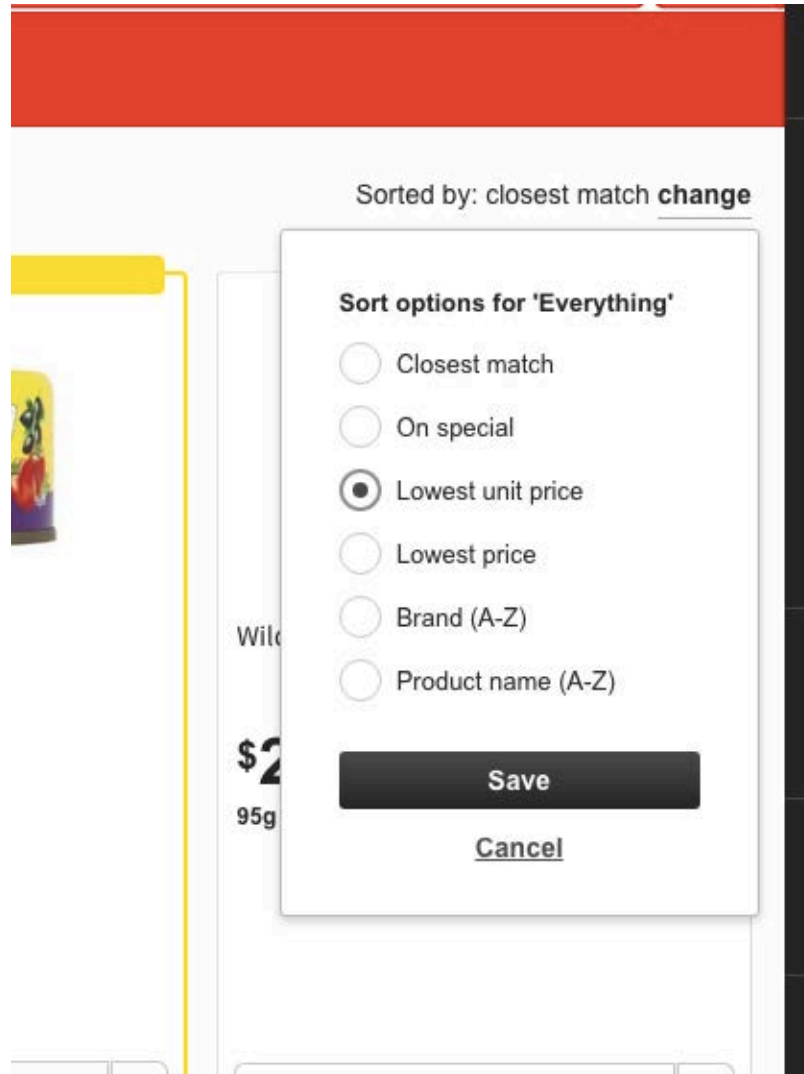 Sorted by: closest match change
Sort options for 'Everything'
Closest match
On special
Lowest unit price
Lowest price
Brand (A-Z)
Product name (A-Z)
$2
95g
Save
Cancel